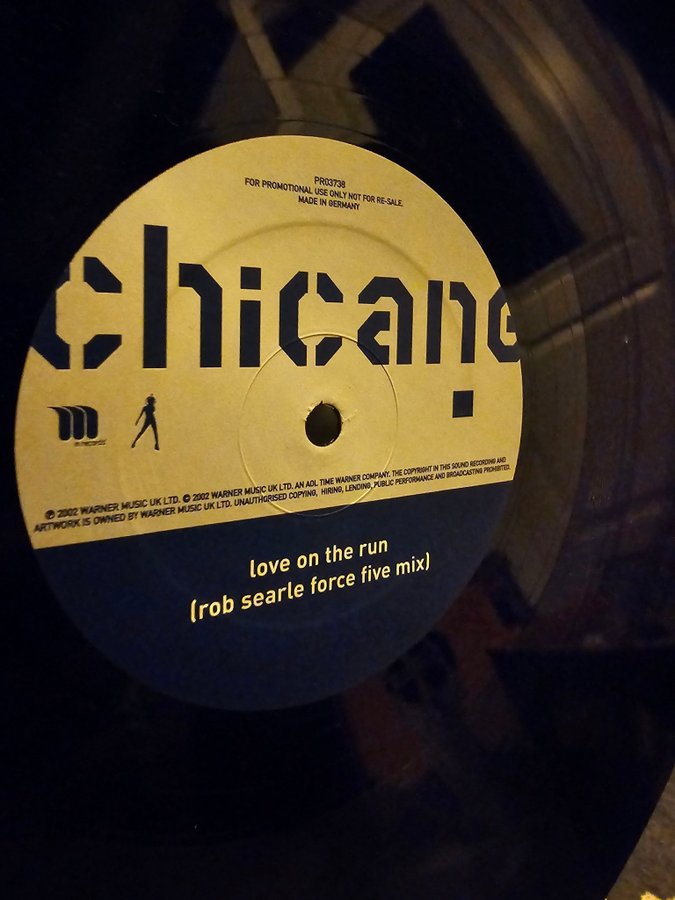 PR03738
FOR PROMOTIONAL USE ONLY NOT FOR RE-SALE.
MADE IN GERMANY
chicane
m records
℗ 2002 WARNER MUSIC UK LTD. © 2002 WARNER MUSIC UK LTD. AN AOL TIME WARNER COMPANY. THE COPYRIGHT IN THIS SOUND RECORDING AND
ARTWORK IS OWNED BY WARNER MUSIC UK LTD. UNAUTHORISED COPYING, HIRING, LENDING, PUBLIC PERFORMANCE AND BROADCASTING PROHIBITED.
love on the run
(rob searle force five mix)